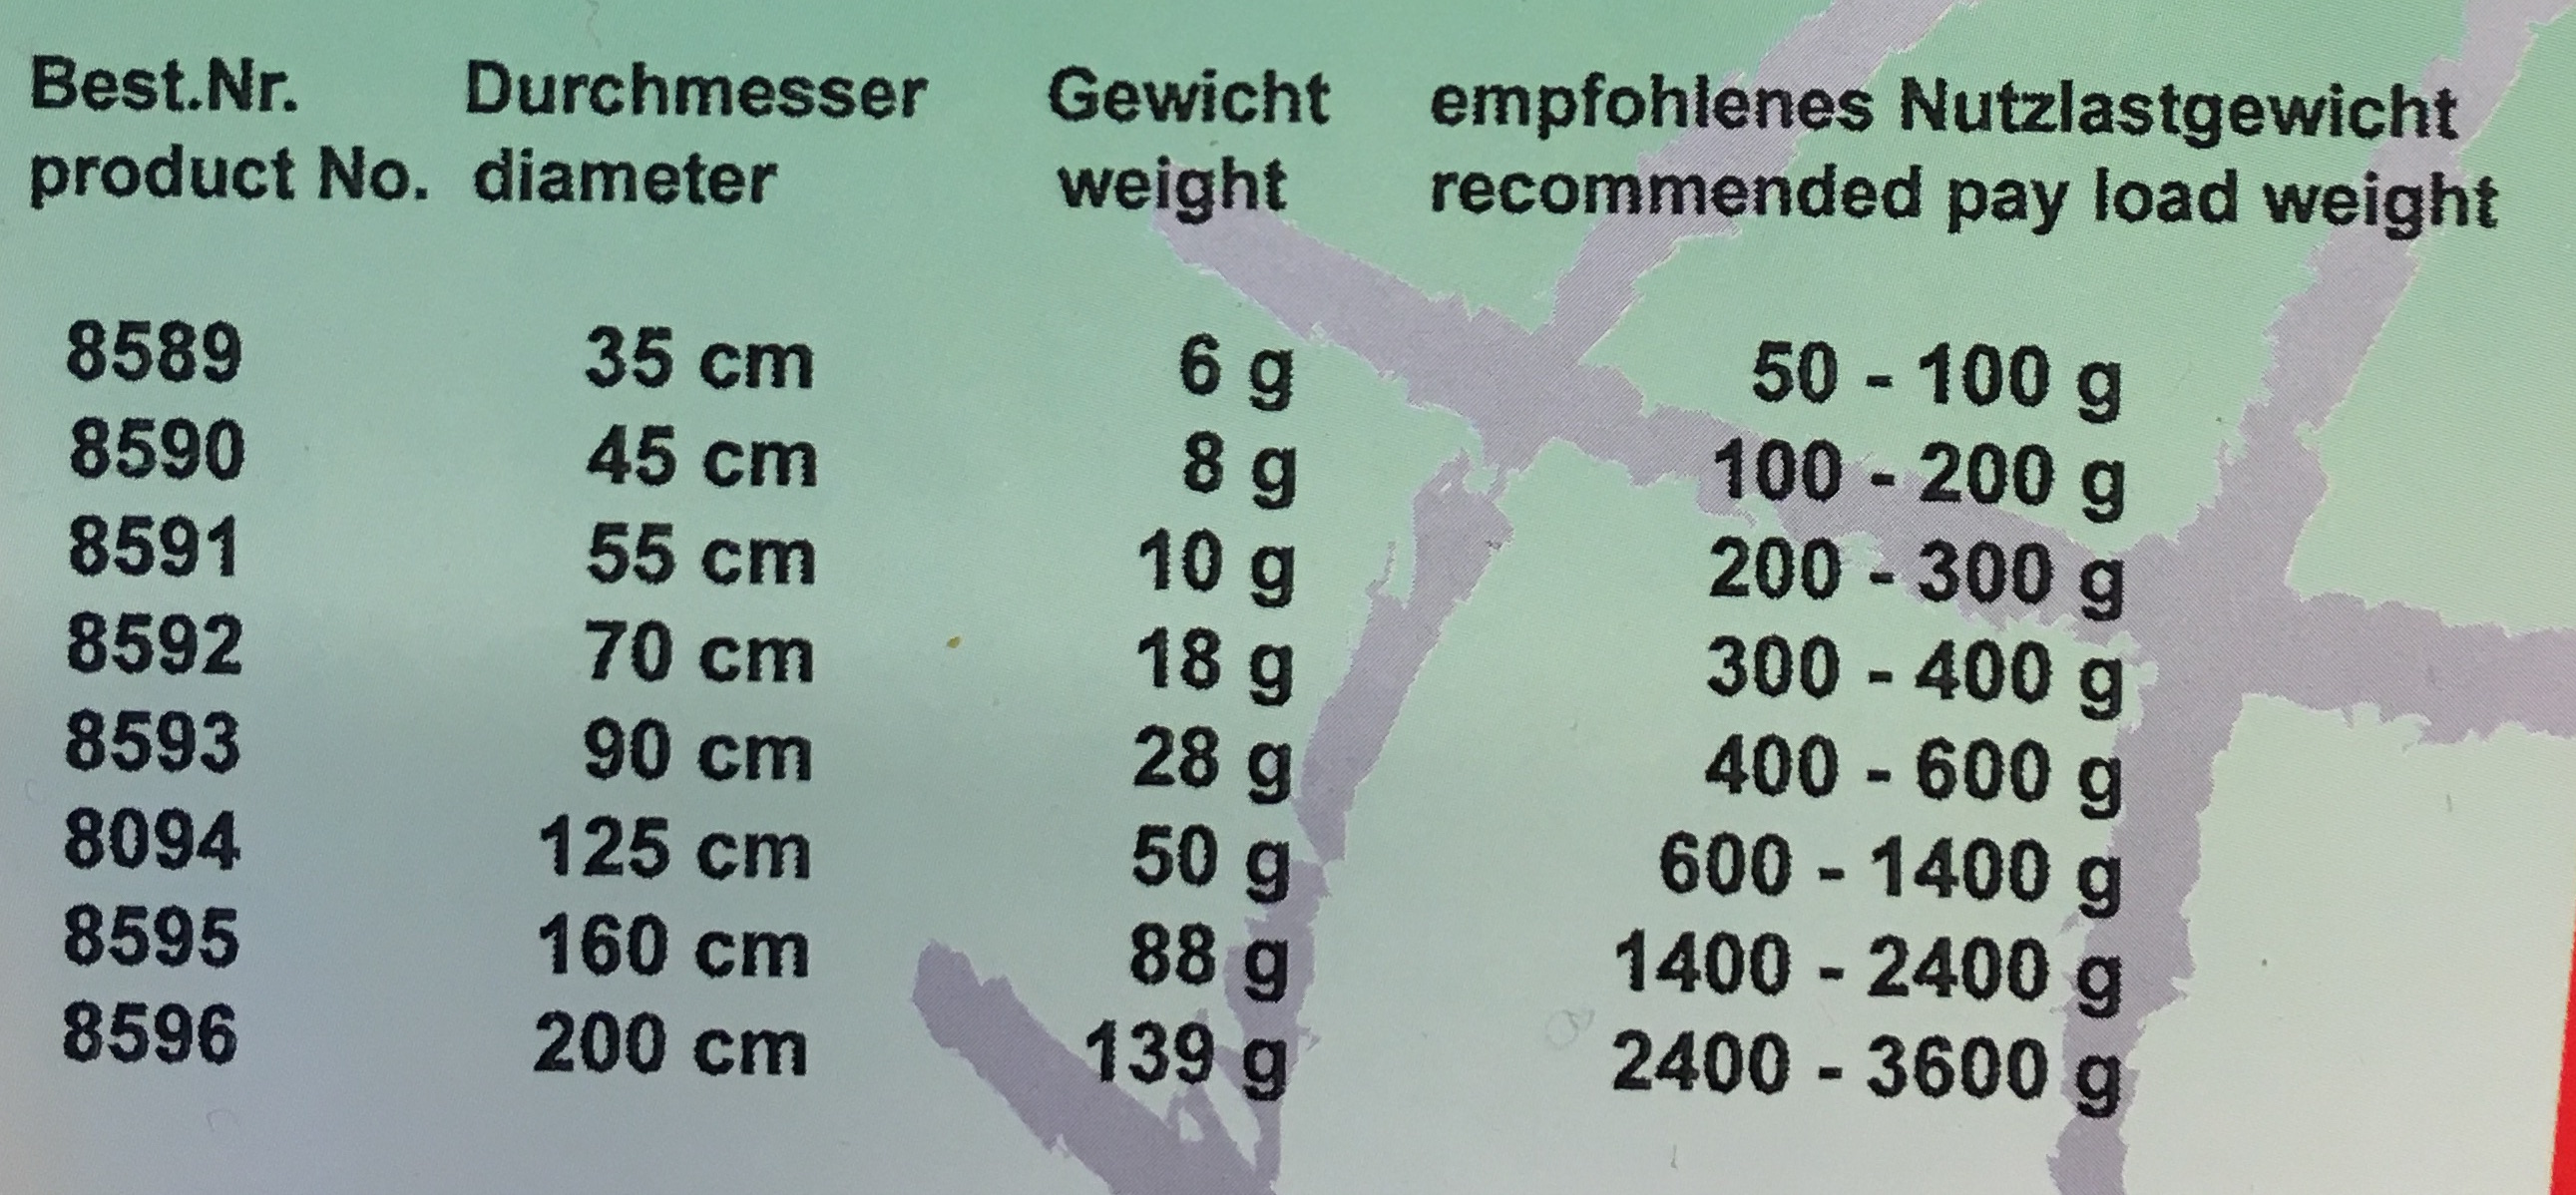 Best.Nr. Durchmesser Gewicht empfohlenes Nutzlastgewicht
product No. diameter weight recommended pay load weight
8589 35 cm 6 g 50 - 100 g
8590 45 cm 8 g 100 - 200 g
8591 55 cm 10 g 200 - 300 g
8592 70 cm 18 g 300 - 400 g
8593 90 cm 28 g 400 - 600 g
8094 125 cm 50 g 600 - 1400 g
8595 160 cm 88 g 1400 - 2400 g
8596 200 cm 139 g 2400 - 3600 g